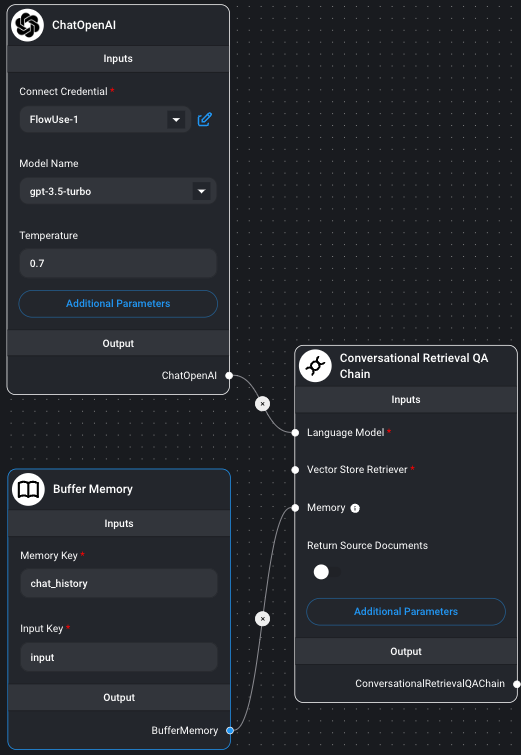 ChatOpenAI
Inputs
Connect Credential *
FlowUse-1
Model Name
gpt-3.5-turbo
Temperature
0.7
Additional Parameters
Output
ChatOpenAI
Buffer Memory
Inputs
Memory Key *
chat_history
Input Key *
input
Output
BufferMemory
Conversational Retrieval QA
Chain
Inputs
Language Model *
Vector Store Retriever *
Memory
Return Source Documents
Additional Parameters
Output
ConversationalRetrievalQAChain